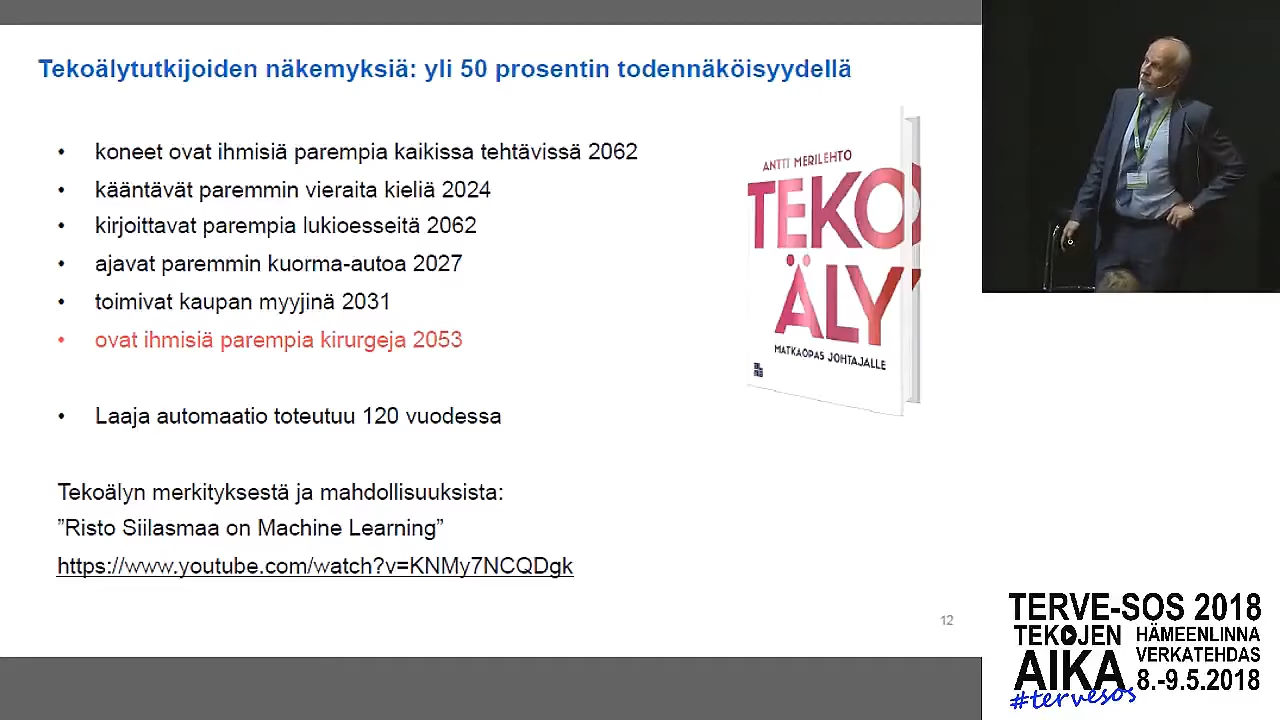 Tekoälytutkijoiden näkemyksiä: yli 50 prosentin todennäköisyydellä
• koneet ovat ihmisiä parempia kaikissa tehtävissä 2062
• kääntävät paremmin vieraita kieliä 2024
• kirjoittavat parempia lukioesseitä 2062
• ajavat paremmin kuorma-autoa 2027
• toimivat kaupan myyjinä 2031
• ovat ihmisiä parempia kirurgeja 2053
• Laaja automaatio toteutuu 120 vuodessa
Tekoälyn merkityksestä ja mahdollisuuksista:
”Risto Siilasmaa on Machine Learning”
https://www.youtube.com/watch?v=KNMy7NCQDgk
12
ANTTI MERILEHTO
TEKO
ÄLY
MATKAOPAS JOHTAJALLE
TERVE-SOS 2018
TEKOJEN
AIKA
HÄMEENLINNA
VERKATEHDAS
8.-9.5.2018
#tervesos